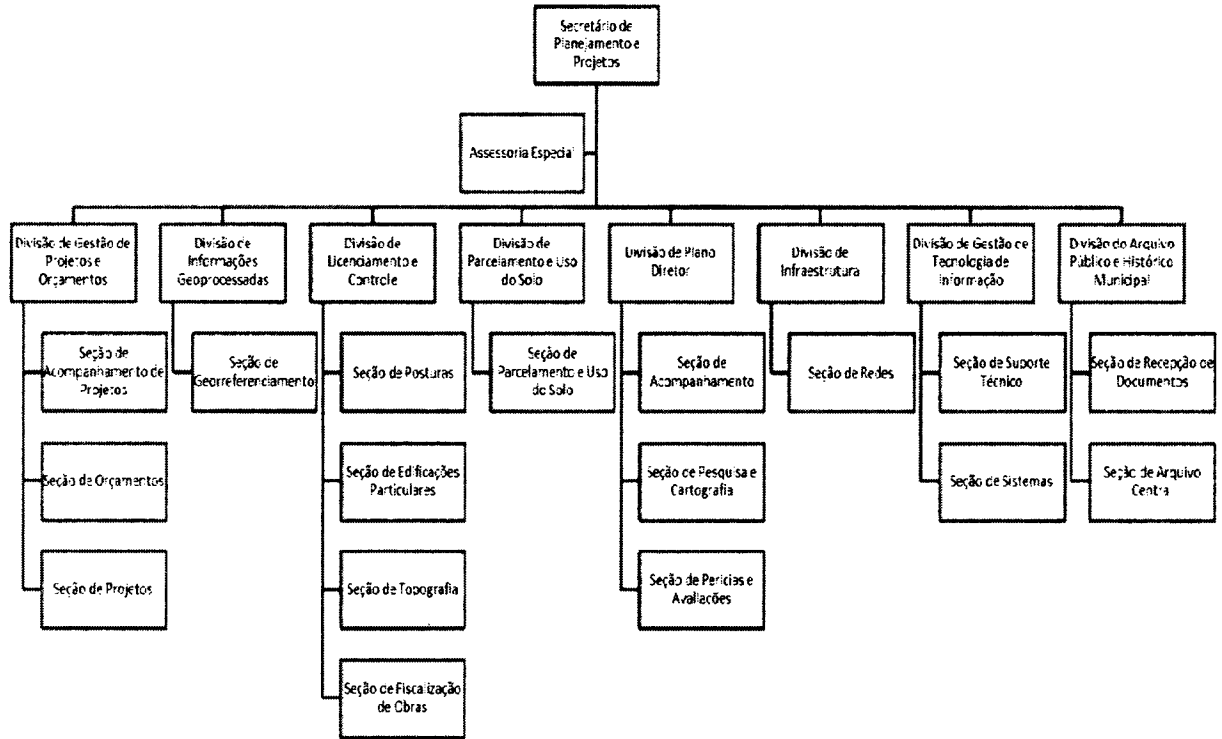 Secretário de
Planejamento e
Projetos
Assessoria Especial
Divisão de Gestão de
Projetos e
Orçamentos
Divisão de
Informações
Geoprocessadas
Divisão de
Licenciamento e
Controle
Divisão de
Parcelamento e Uso
do Solo
Divisão de Plano
Diretor
Divisão de
Infraestrutura
Divisão de Gestão de
Tecnologia de
Informação
Divisão do Arquivo
Público e Histórico
Municipal
Seção de
Acompanhamento de
Projetos
Seção de
Georreferenciamento
Seção de Posturas
Seção de
Parcelamento e Uso
do Solo
Seção de
Acompanhamento
Seção de Redes
Seção de Suporte
Técnico
Seção de Recepção de
Documentos
Seção de Orçamentos
Seção de Edificações
Particulares
Seção de Pesquisa e
Cartografia
Seção de Sistemas
Seção de Arquivo
Centra
Seção de Projetos
Seção de Topografia
Seção de Perícias e
Avaliações
Seção de Fiscalização
de Obras